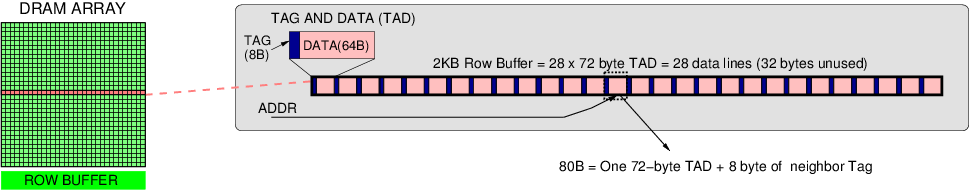 DRAM ARRAY
ROW BUFFER
TAG AND DATA (TAD)
TAG
(8B)
DATA(64B)
2KB Row Buffer = 28 x 72 byte TAD = 28 data lines (32 bytes unused)
ADDR
80B = One 72−byte TAD + 8 byte of neighbor Tag